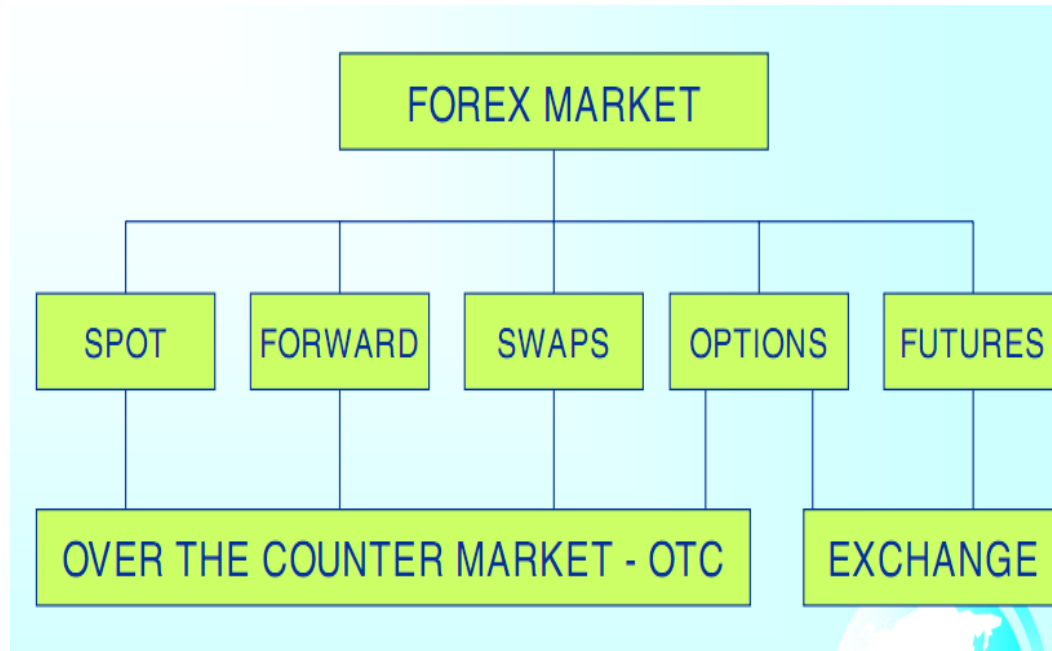 FOREX MARKET
SPOT
FORWARD
SWAPS
OPTIONS
FUTURES
OVER THE COUNTER MARKET - OTC
EXCHANGE